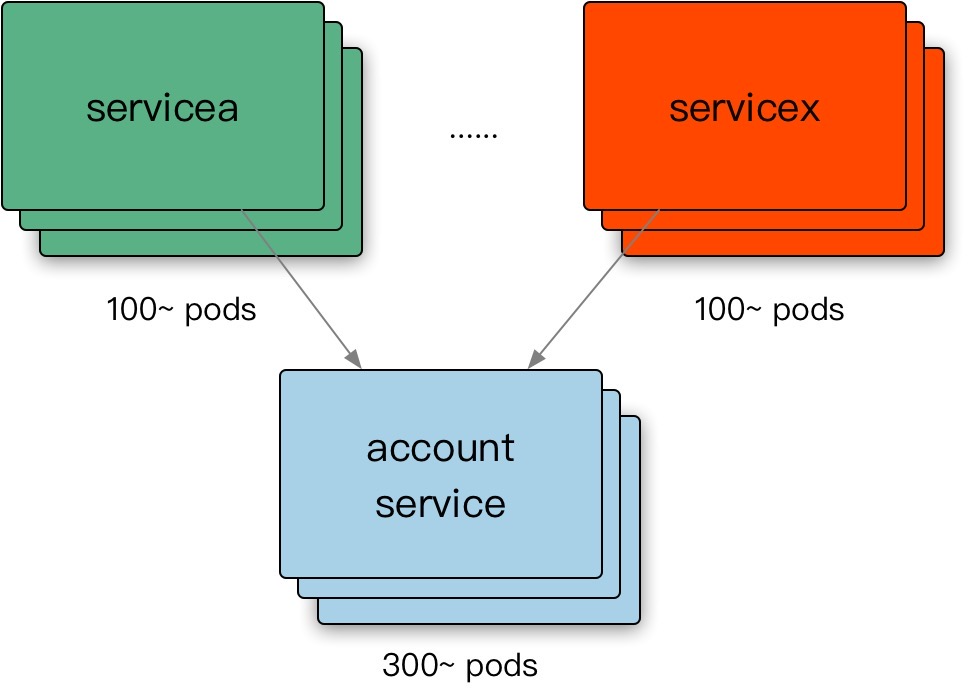 servicea
......
servicex
100~ pods
100~ pods
account
service
300~ pods